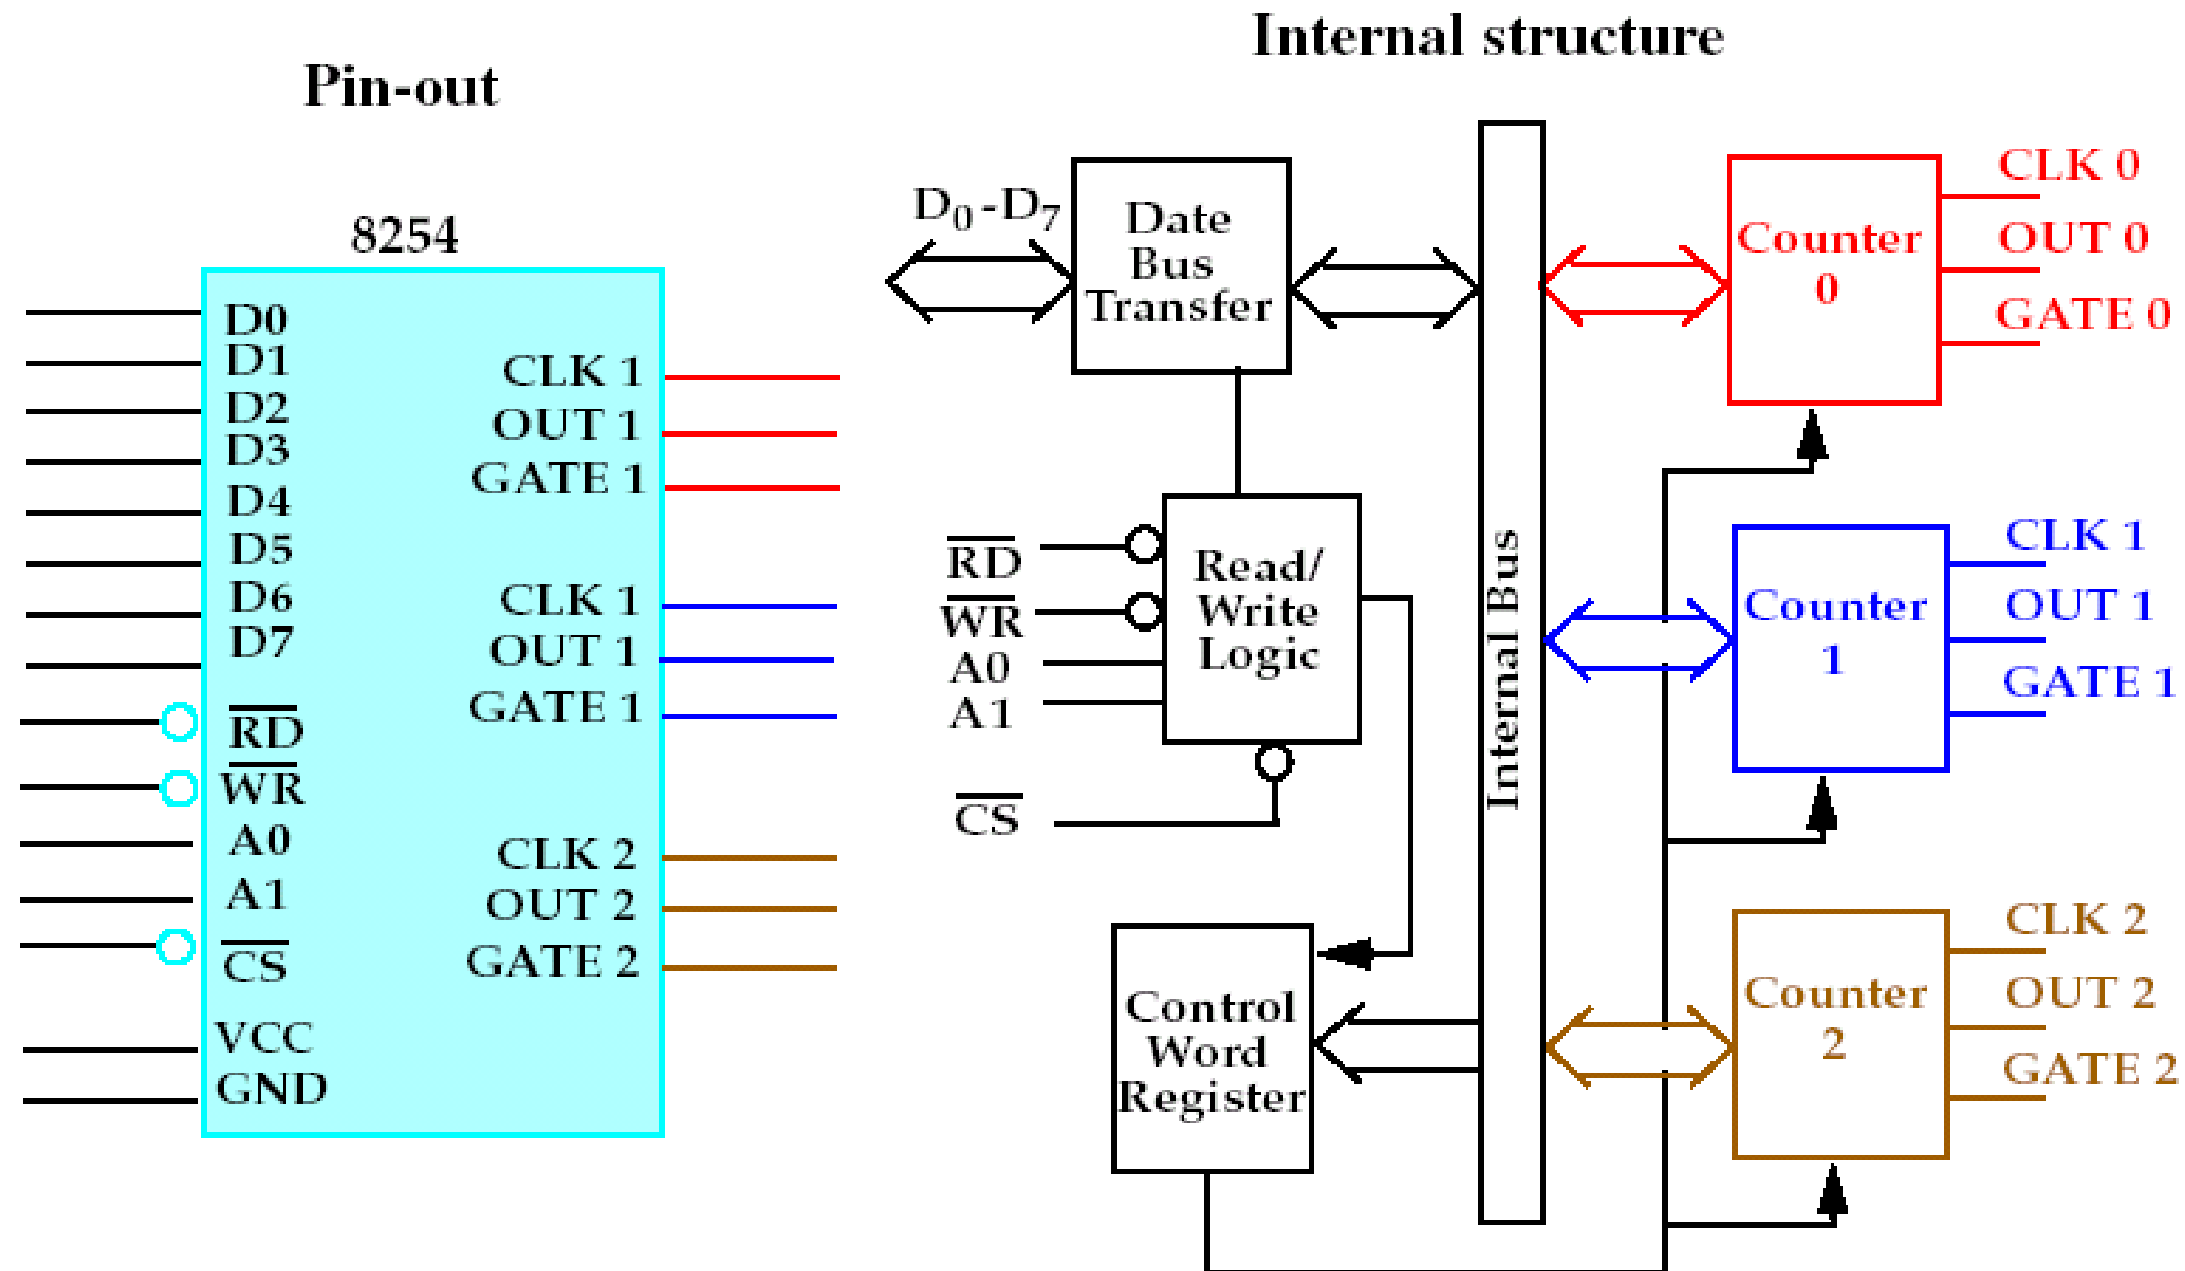 Pin-out
8254
D0
D1
D2
D3
D4
D5
D6
D7
RD
WR
A0
A1
CS
VCC
GND
CLK 1
OUT 1
GATE 1
CLK 1
OUT 1
GATE 1
CLK 2
OUT 2
GATE 2
Internal structure
D0-D7
Date
Bus
Transfer
RD
WR
A0
A1
CS
Read/
Write
Logic
Control
Word
Register
Internal Bus
Counter
0
CLK 0
OUT 0
GATE 0
Counter
1
CLK 1
OUT 1
GATE 1
Counter
2
CLK 2
OUT 2
GATE 2